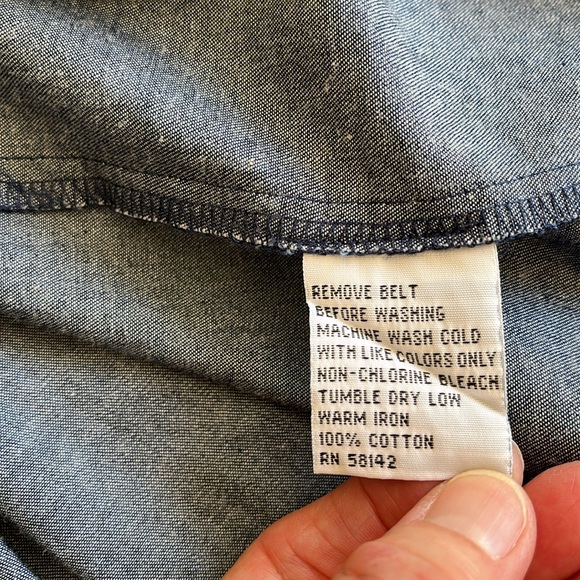 REMOVE BELT
BEFORE WASHING
MACHINE WASH COLD
WITH LIKE COLORS ONLY
NON-CHLORINE BLEACH
TUMBLE DRY LOW
WARM IRON
100% COTTON
RN 58142